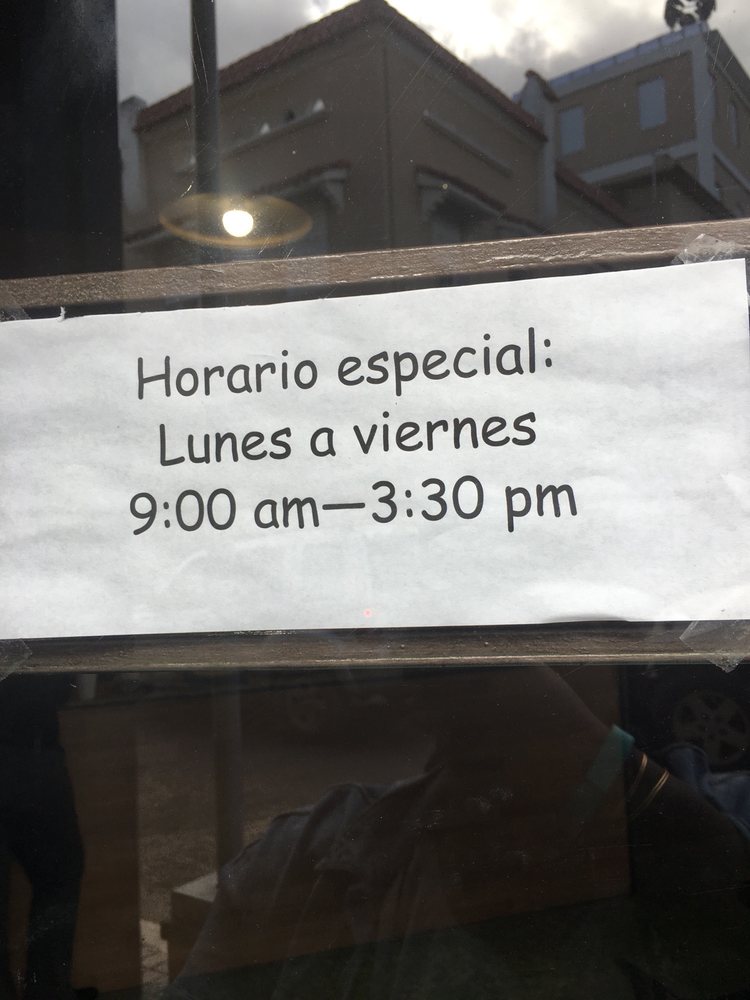 Horario especial:
Lunes a viernes
9:00 am—3:30 pm